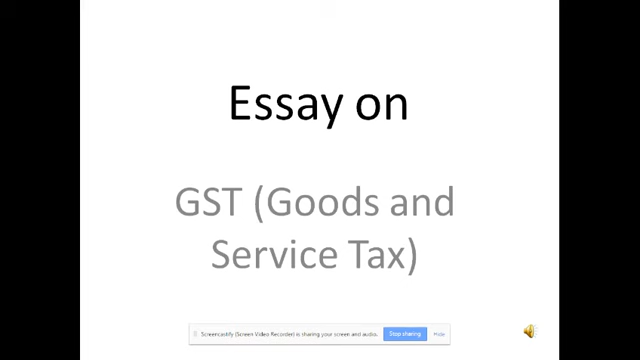 Essay on
GST (Goods and
Service Tax)
Screencastify (Screen Video Recorder) is sharing your screen and audio. Stop sharing Hide